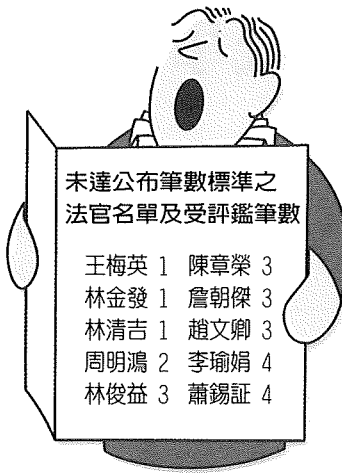 未達公布筆數標準之
法官名單及受評鑑筆數
王梅英 1 陳章榮 3
林金發 1 詹朝傑 3
林清吉 1 趙文卿 3
周明鴻 2 李瑜娟 4
林俊益 3 蕭錫証 4